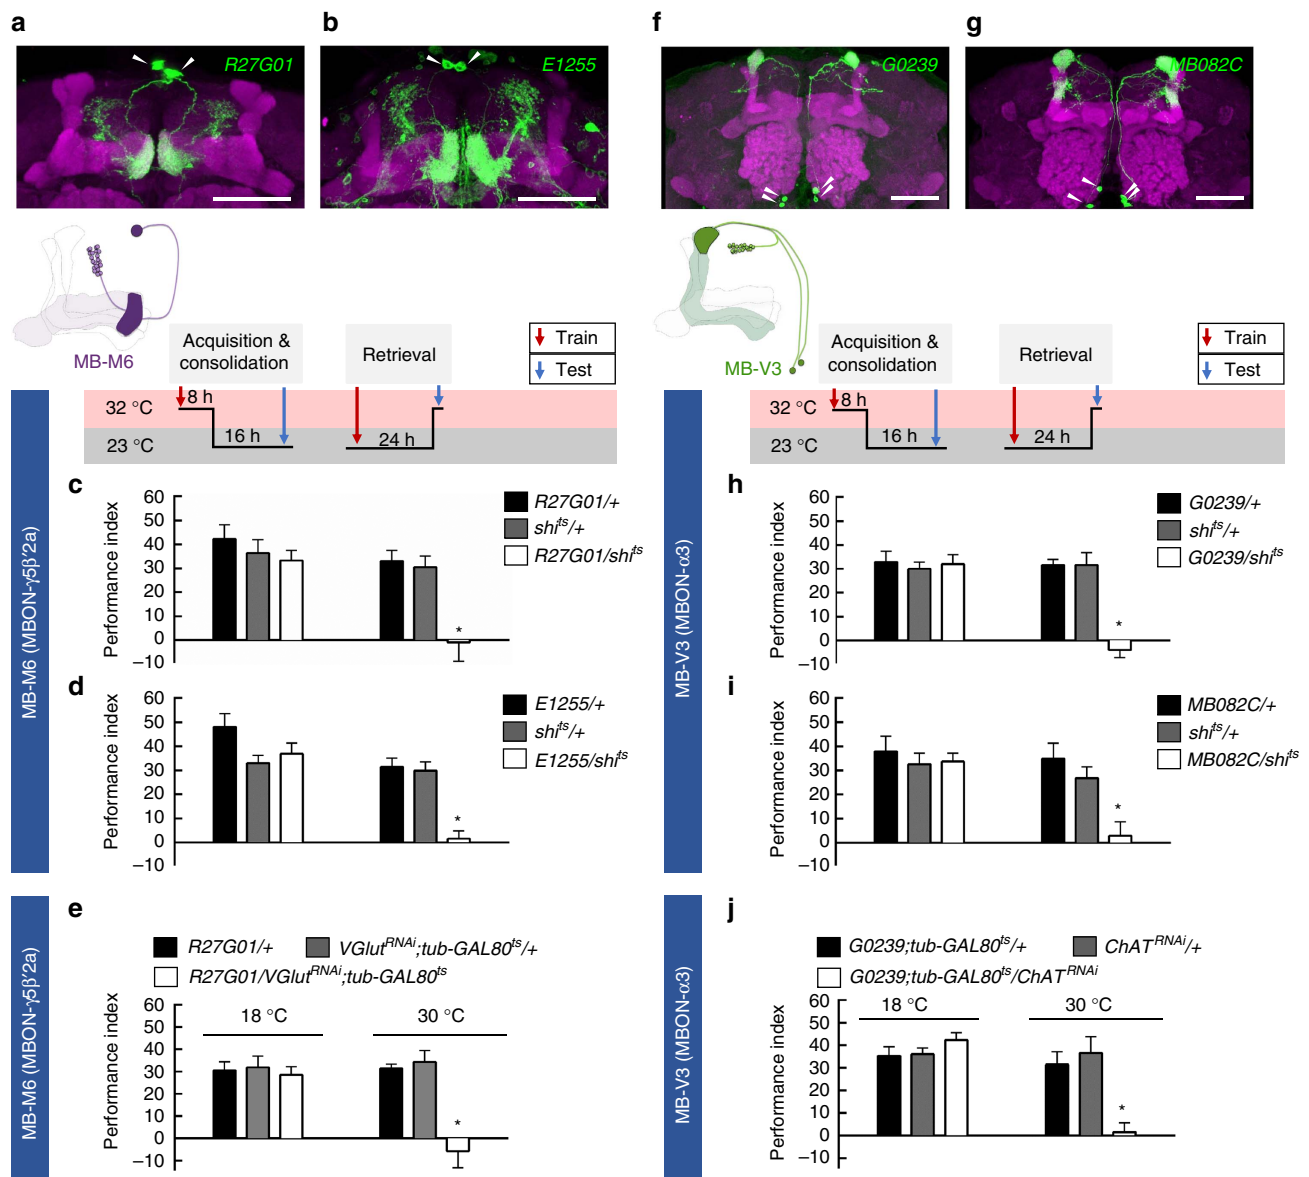 a
b
f
g
R27G01
E1255
G0239
MB082C
MB-M6
Acquisition &
consolidation
Retrieval
Train
Test
32 °C
8 h
23 °C
16 h
24 h
MB-V3
Acquisition &
consolidation
Retrieval
Train
Test
32 °C
8 h
23 °C
16 h
24 h
MB-M6 (MBON-γ5β′2a)
c
Performance index
60
50
40
30
20
10
0
–10
*
R27G01/+
shi^ts/+
R27G01/shi^ts
d
Performance index
60
50
40
30
20
10
0
–10
*
E1255/+
shi^ts/+
E1255/shi^ts
MB-M6 (MBON-γ5β′2a)
e
R27G01/+
VGlut^RNAi;tub-GAL80^ts/+
R27G01/VGlut^RNAi;tub-GAL80^ts
18 °C
30 °C
Performance index
60
50
40
30
20
10
0
–10
*
MB-V3 (MBON-α3)
h
Performance index
60
50
40
30
20
10
0
–10
*
G0239/+
shi^ts/+
G0239/shi^ts
i
Performance index
60
50
40
30
20
10
0
–10
*
MB082C/+
shi^ts/+
MB082C/shi^ts
MB-V3 (MBON-α3)
j
G0239;tub-GAL80^ts/+
ChAT^RNAi/+
G0239;tub-GAL80^ts/ChAT^RNAi
18 °C
30 °C
Performance index
60
50
40
30
20
10
0
–10
*